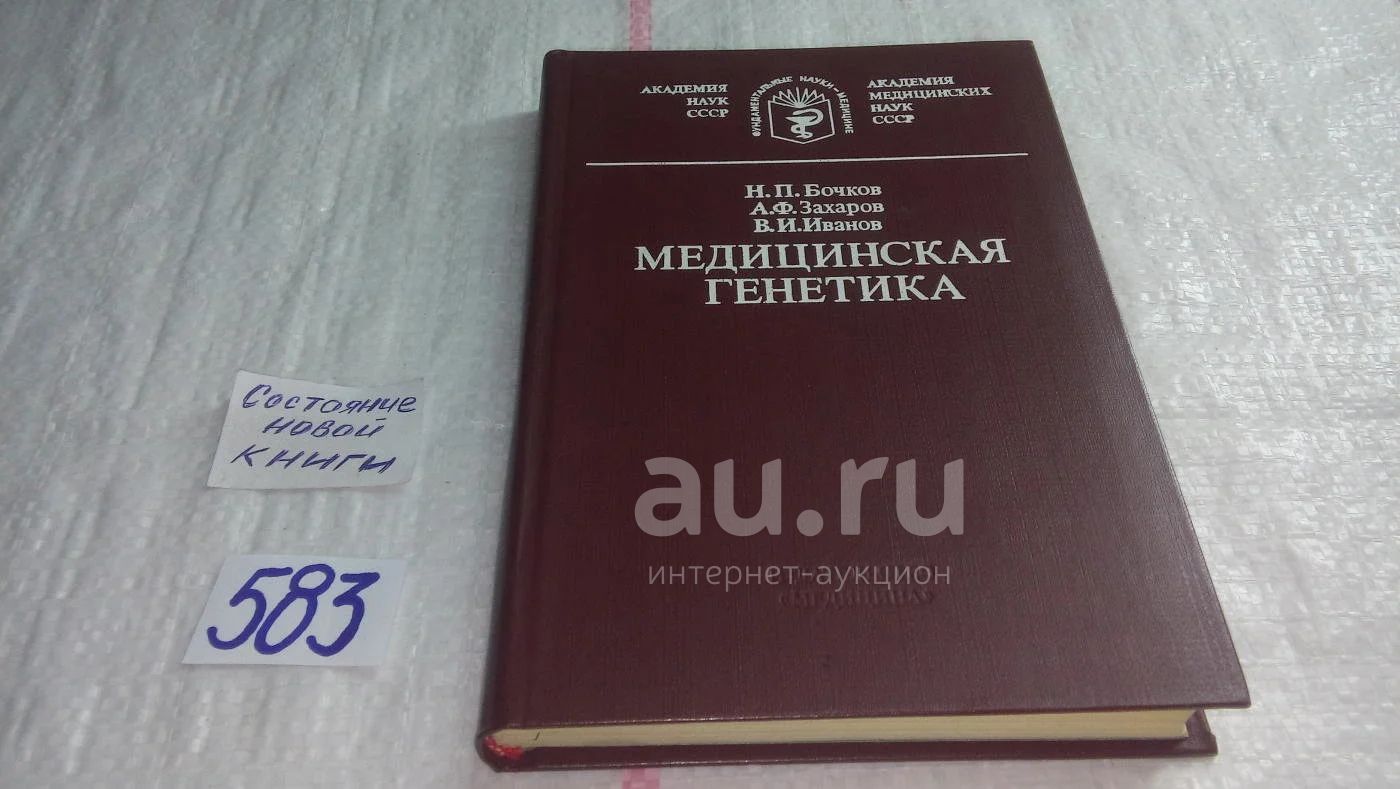 АКАДЕМИЯ
НАУК
СССР
ФУНДАМЕНТАЛЬНЫЕ НАУКИ–МЕДИЦИНЕ
АКАДЕМИЯ
МЕДИЦИНСКИХ
НАУК
СССР
Н. П. Бочков
А.Ф. Захаров
В. И. Иванов
МЕДИЦИНСКАЯ
ГЕНЕТИКА
Состояние
новой
книги
583
au.ru
интернет-аукцион